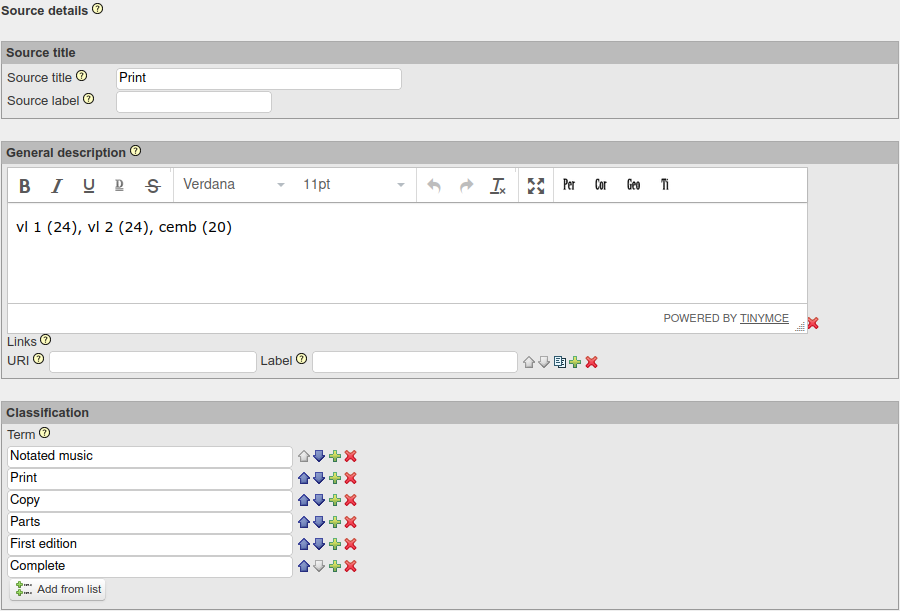 Source details ?
Source title
Source title ? Print
Source label ?
General description ?
B I U D S Verdana 11pt Tx Per Cor Geo Ti
vl 1 (24), vl 2 (24), cemb (20)
POWERED BY TINYMCE
Links ?
URI ? Label ?
Classification
Term ?
Notated music
Print
Copy
Parts
First edition
Complete
Add from list